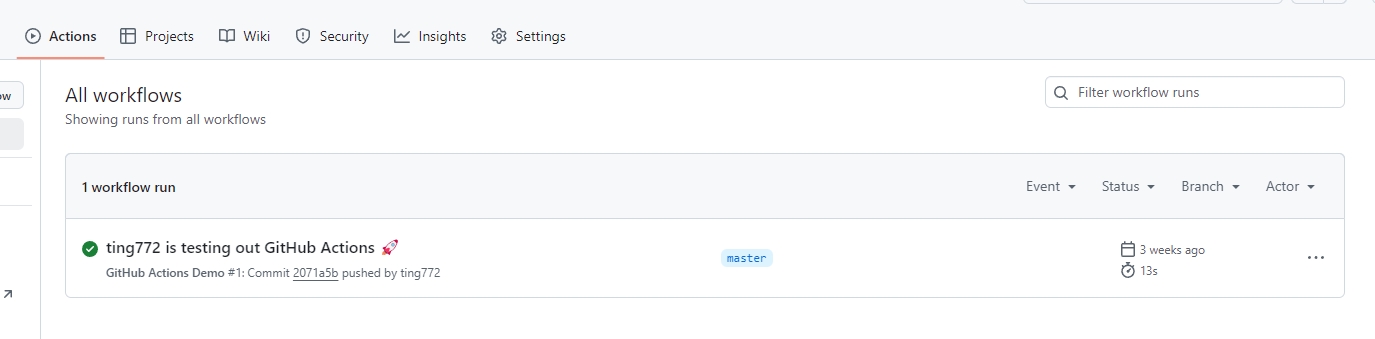 Actions Projects Wiki Security Insights Settings
ow
All workflows
Filter workflow runs
Showing runs from all workflows
1 workflow run Event Status Branch Actor
ting772 is testing out GitHub Actions 🚀
master
3 weeks ago
GitHub Actions Demo #1: Commit 2071a5b pushed by ting772
13s